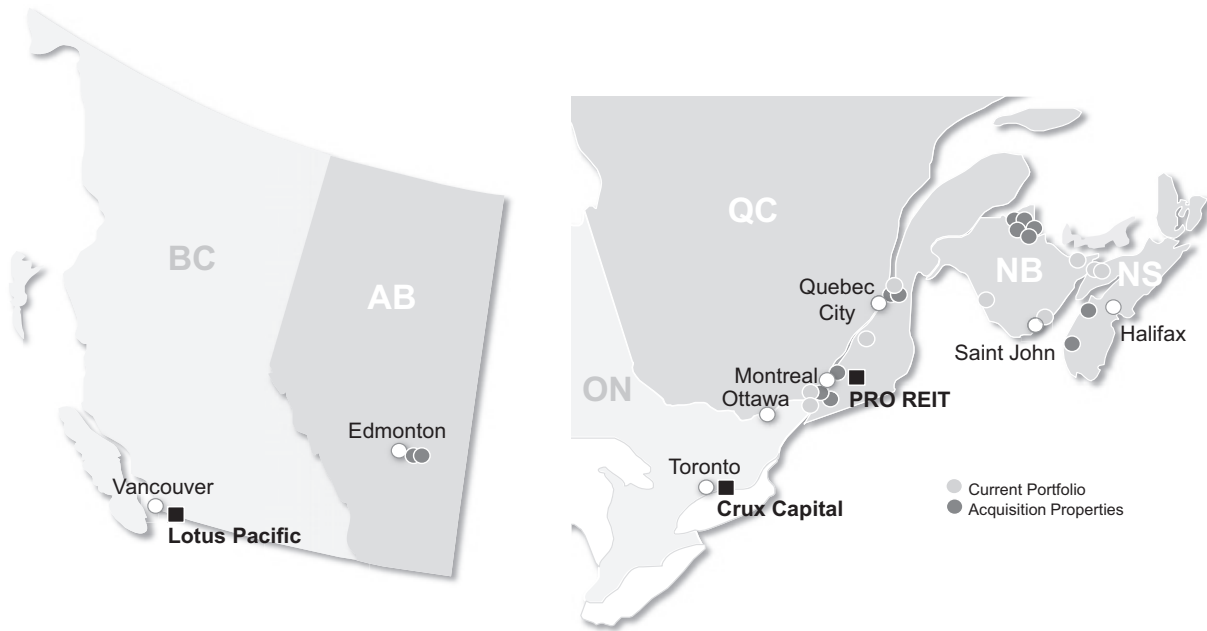 BC
AB
Edmonton
Vancouver
Lotus Pacific
QC
NB
NS
Quebec
City
Halifax
Saint John
Montreal
Ottawa
ON
PRO REIT
Toronto
Crux Capital
Current Portfolio
Acquisition Properties